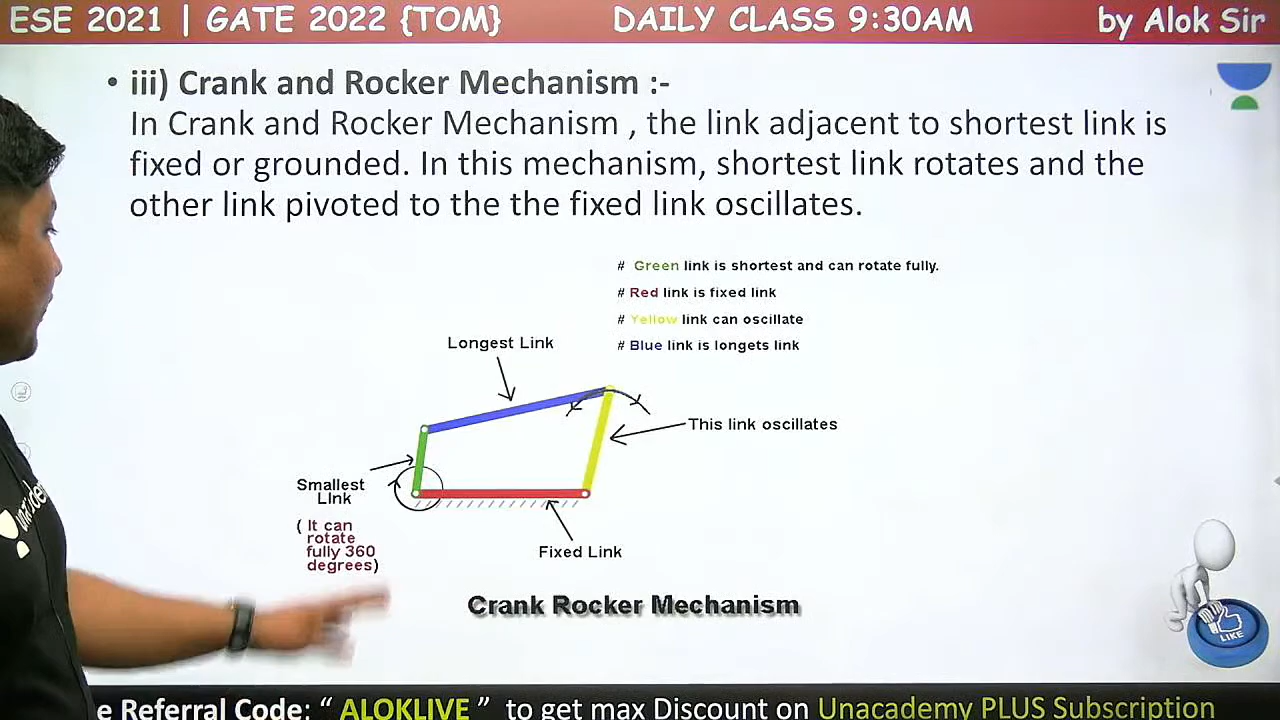 ESE 2021 | GATE 2022 {TOM} DAILY CLASS 9:30AM by Alok Sir
• iii) Crank and Rocker Mechanism :-
In Crank and Rocker Mechanism , the link adjacent to shortest link is
fixed or grounded. In this mechanism, shortest link rotates and the
other link pivoted to the the fixed link oscillates.
# Green link is shortest and can rotate fully.
# Red link is fixed link
# Yellow link can oscillate
# Blue link is longets link
Longest Link
This link oscillates
Smallest
LInk
( It can
rotate
fully 360
degrees)
Fixed Link
Crank Rocker Mechanism
LIKE
e Referral Code: “ ALOKLIVE ” to get max Discount on Unacademy PLUS Subscription